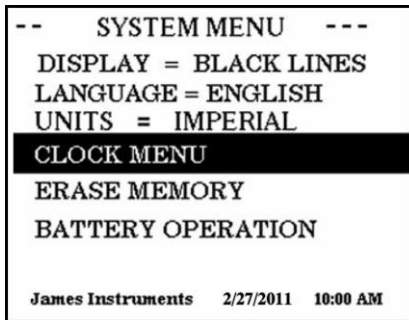 -- SYSTEM MENU ---
DISPLAY = BLACK LINES
LANGUAGE = ENGLISH
UNITS = IMPERIAL
CLOCK MENU
ERASE MEMORY
BATTERY OPERATION
James Instruments 2/27/2011 10:00 AM